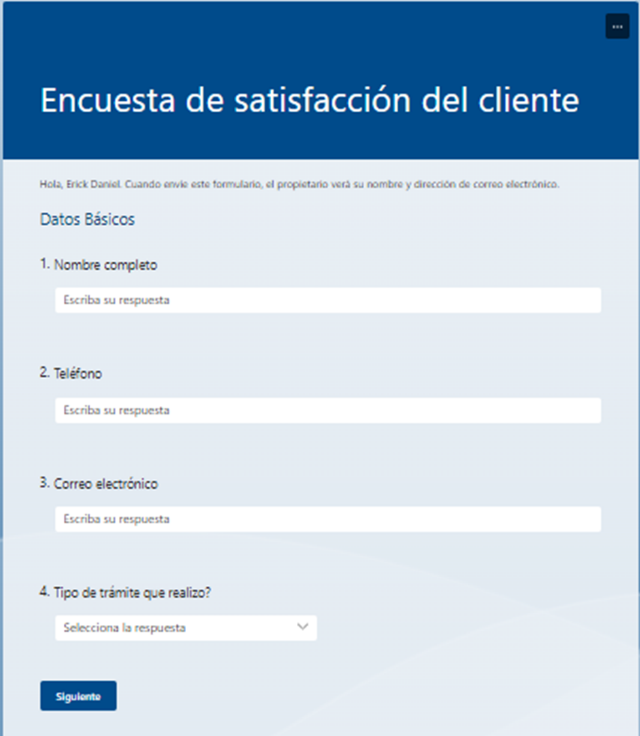 ...
Encuesta de satisfacción del cliente
Hola, Erick Daniel. Cuando envíe este formulario, el propietario verá su nombre y dirección de correo electrónico.
Datos Básicos
1. Nombre completo
Escriba su respuesta
2. Teléfono
Escriba su respuesta
3. Correo electrónico
Escriba su respuesta
4. Tipo de trámite que realizo?
Selecciona la respuesta
Siguiente